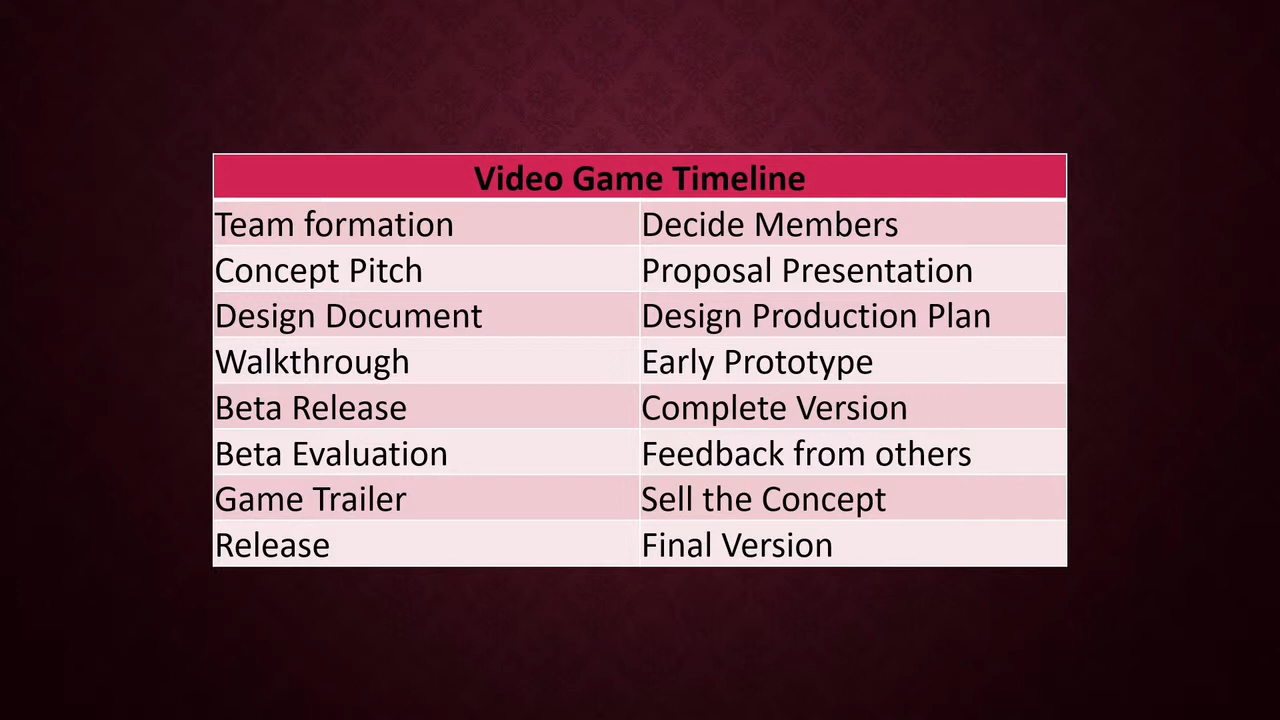 Video Game Timeline
Team formation Decide Members
Concept Pitch Proposal Presentation
Design Document Design Production Plan
Walkthrough Early Prototype
Beta Release Complete Version
Beta Evaluation Feedback from others
Game Trailer Sell the Concept
Release Final Version